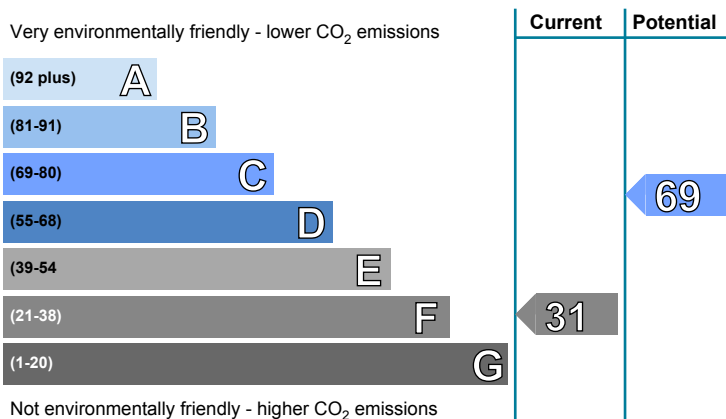 Current Potential
Very environmentally friendly - lower CO2 emissions
(92 plus) A
(81-91) B
(69-80) C
69
(55-68) D
(39-54 E
(21-38) F 31
(1-20) G
Not environmentally friendly - higher CO2 emissions